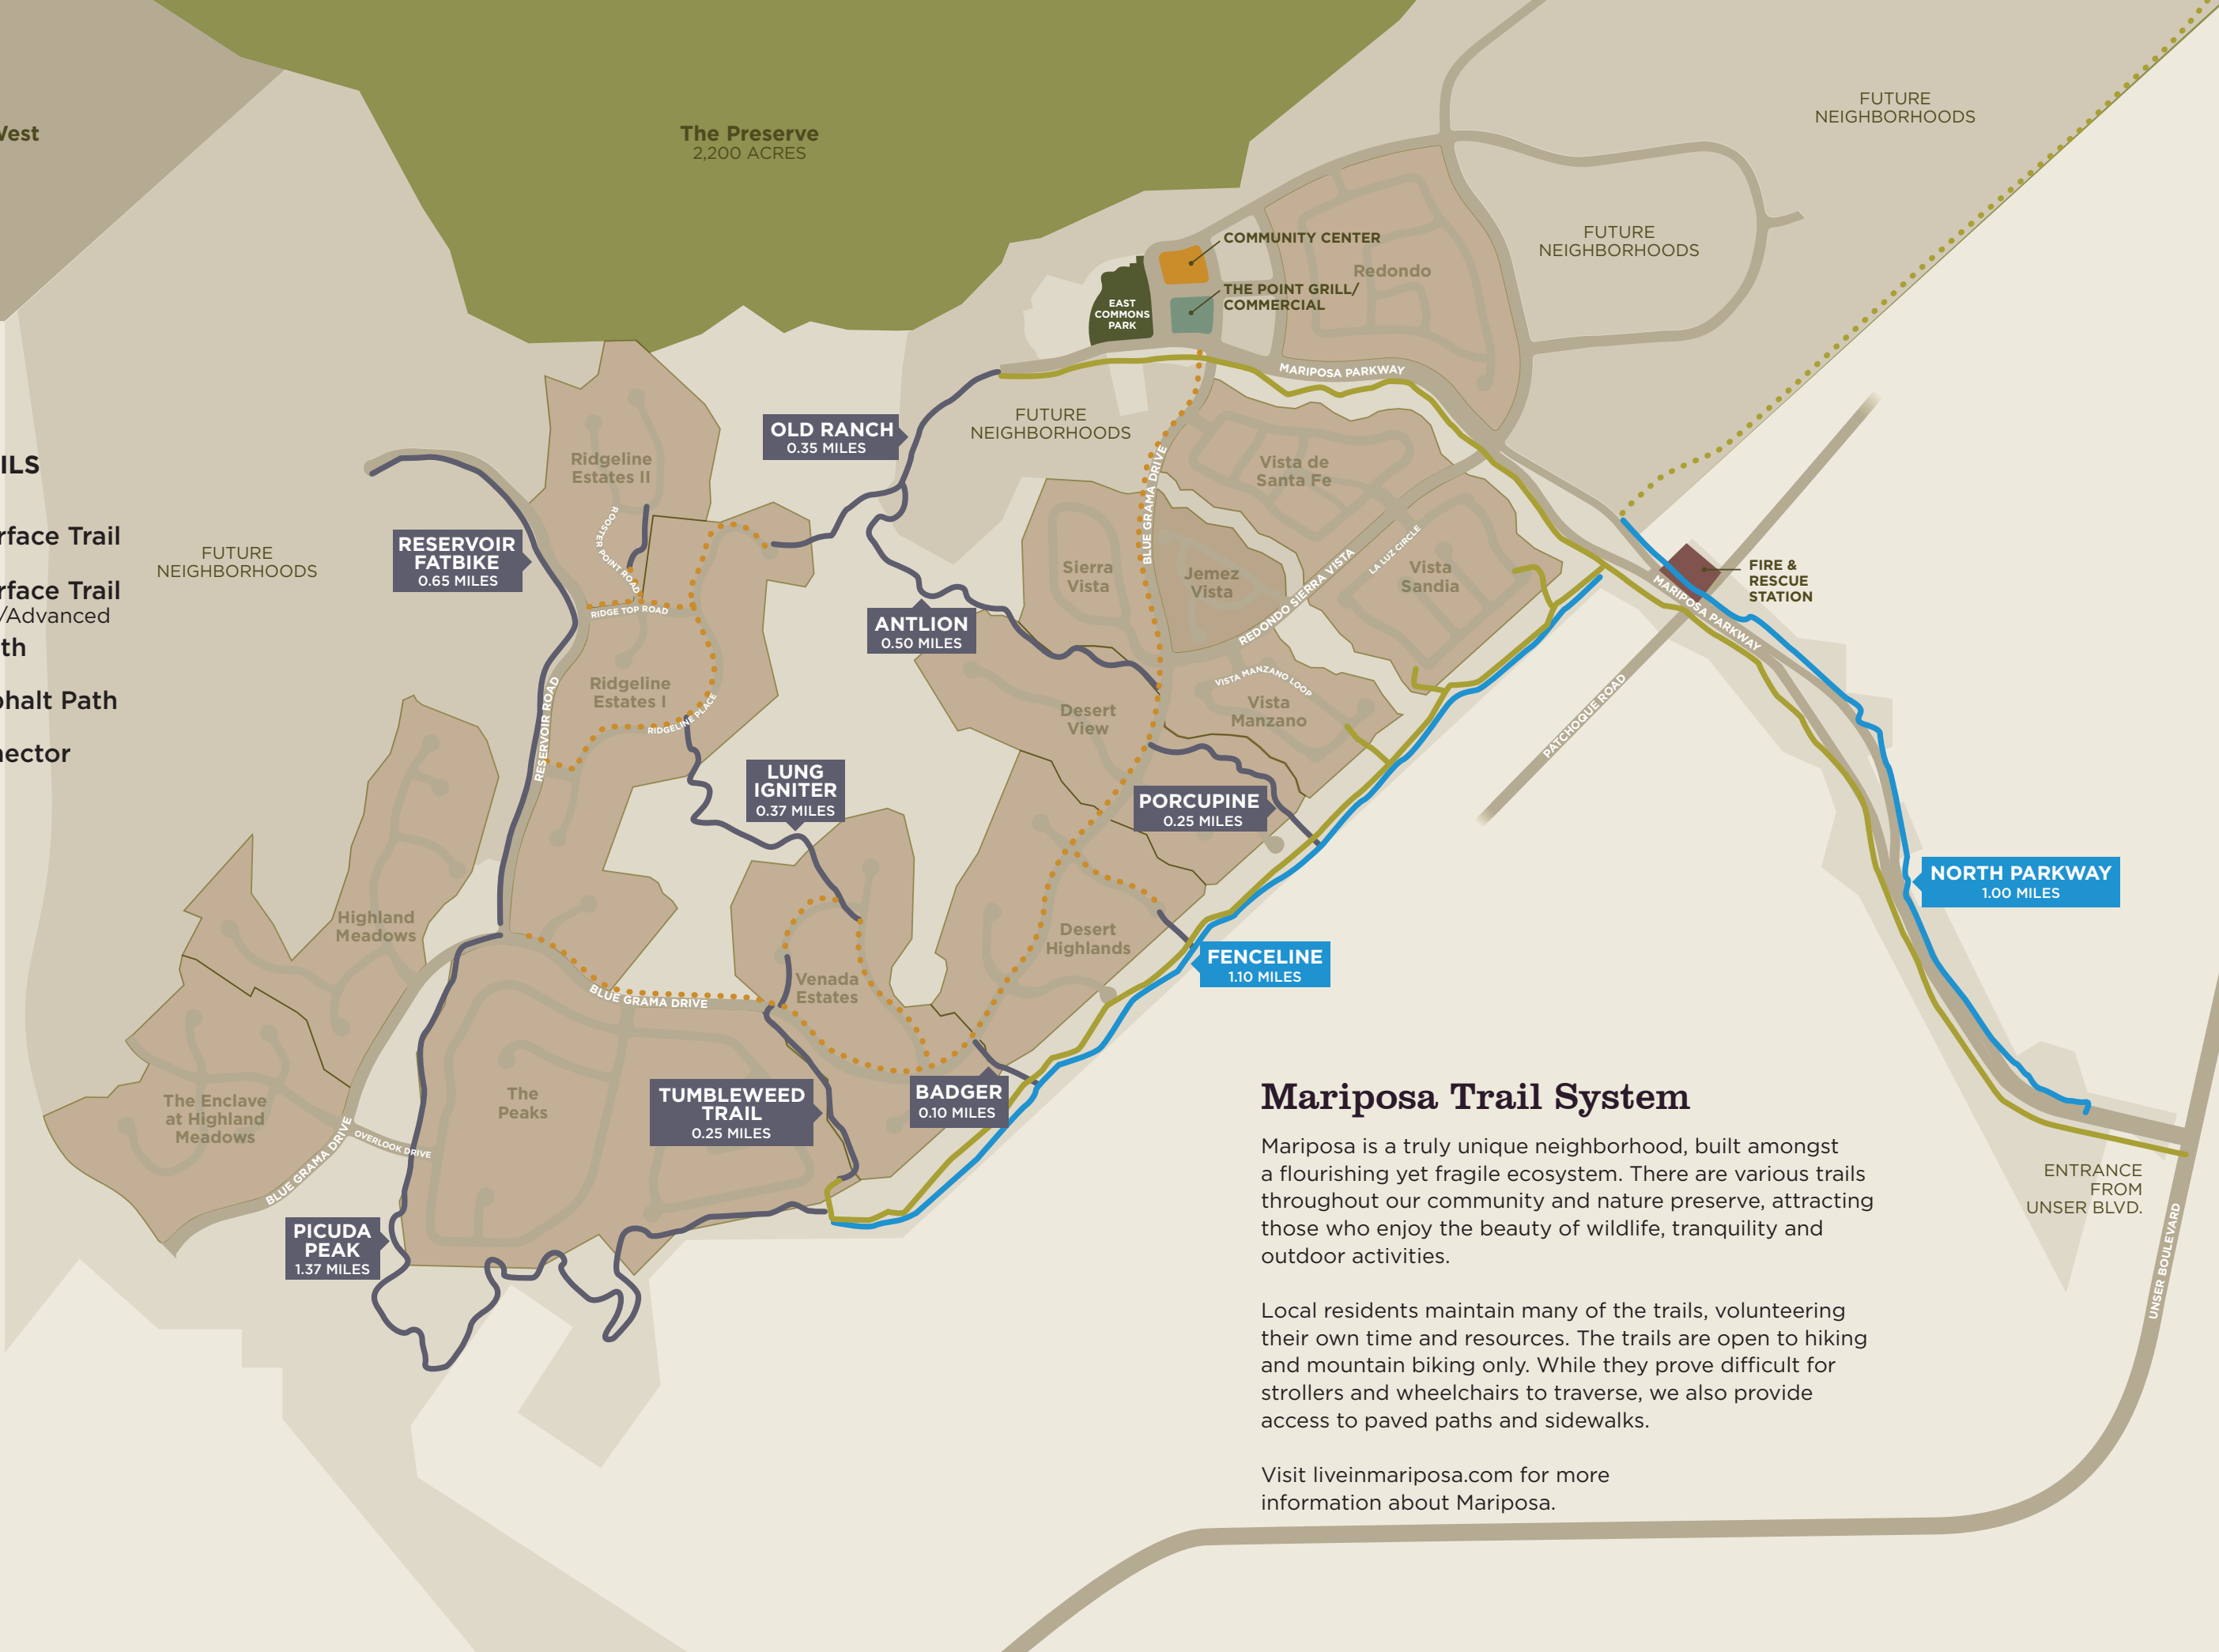 The Preserve
2,200 ACRES
FUTURE
NEIGHBORHOODS
FUTURE
NEIGHBORHOODS
COMMUNITY CENTER
Redondo
THE POINT GRILL/
COMMERCIAL
EAST
COMMONS
PARK
MARIPOSA PARKWAY
OLD RANCH
0.35 MILES
FUTURE
NEIGHBORHOODS
Ridgeline
Estates II
Vista de
Santa Fe
BLUE GRAMA DRIVE
ILS
rface Trail
rface Trail
/Advanced
th
phalt Path
nector
FUTURE
NEIGHBORHOODS
RESERVOIR
FATBIKE
0.65 MILES
ROOSTER POINT ROAD
RIDGE TOP ROAD
Sierra
Vista
Jemez
Vista
LA LUZ CIRCLE
Vista
Sandia
REDONDO SIERRA VISTA
FIRE &
RESCUE
STATION
MARIPOSA PARKWAY
ANTLION
0.50 MILES
Ridgeline
Estates I
RIDGELINE PLACE
RESERVOIR ROAD
VISTA MANZANO LOOP
Vista
Manzano
Desert
View
PATCHOQUE ROAD
LUNG
IGNITER
0.37 MILES
PORCUPINE
0.25 MILES
NORTH PARKWAY
1.00 MILES
Highland
Meadows
Desert
Highlands
FENCELINE
1.10 MILES
Venada
Estates
BLUE GRAMA DRIVE
The Enclave
at Highland
Meadows
The
Peaks
TUMBLEWEED
TRAIL
0.25 MILES
BADGER
0.10 MILES
OVERLOOK DRIVE
BLUE GRAMA DRIVE
PICUDA
PEAK
1.37 MILES
ENTRANCE
FROM
UNSER BLVD.
UNSER BOULEVARD
Mariposa Trail System
Mariposa is a truly unique neighborhood, built amongst
a flourishing yet fragile ecosystem. There are various trails
throughout our community and nature preserve, attracting
those who enjoy the beauty of wildlife, tranquility and
outdoor activities.
Local residents maintain many of the trails, volunteering
their own time and resources. The trails are open to hiking
and mountain biking only. While they prove difficult for
strollers and wheelchairs to traverse, we also provide
access to paved paths and sidewalks.
Visit liveinmariposa.com for more
information about Mariposa.